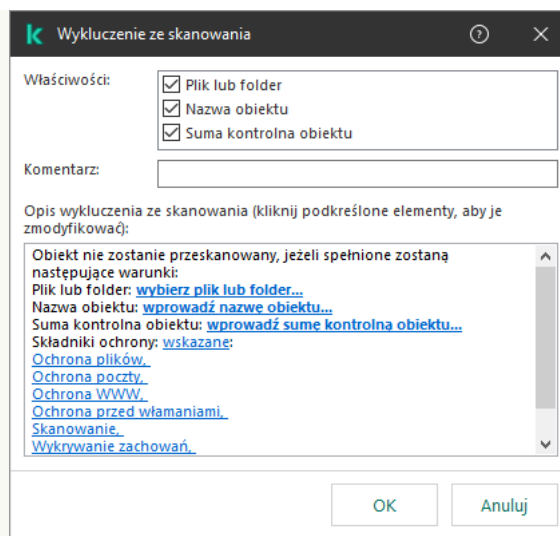 Wykluczenie ze skanowania
Właściwości:
Plik lub folder
Nazwa obiektu
Suma kontrolna obiektu
Komentarz:
Opis wykluczenia ze skanowania (kliknij podkreślone elementy, aby je
zmodyfikować):
Obiekt nie zostanie przeskanowany, jeżeli spełnione zostaną
następujące warunki:
Plik lub folder: wybierz plik lub folder...
Nazwa obiektu: wprowadź nazwę obiektu...
Suma kontrolna obiektu: wprowadź sumę kontrolną obiektu...
Składniki ochrony: wskazane:
Ochrona plików,
Ochrona poczty,
Ochrona WWW,
Ochrona przed włamaniami,
Skanowanie,
Wykrywanie zachowań,
OK Anuluj